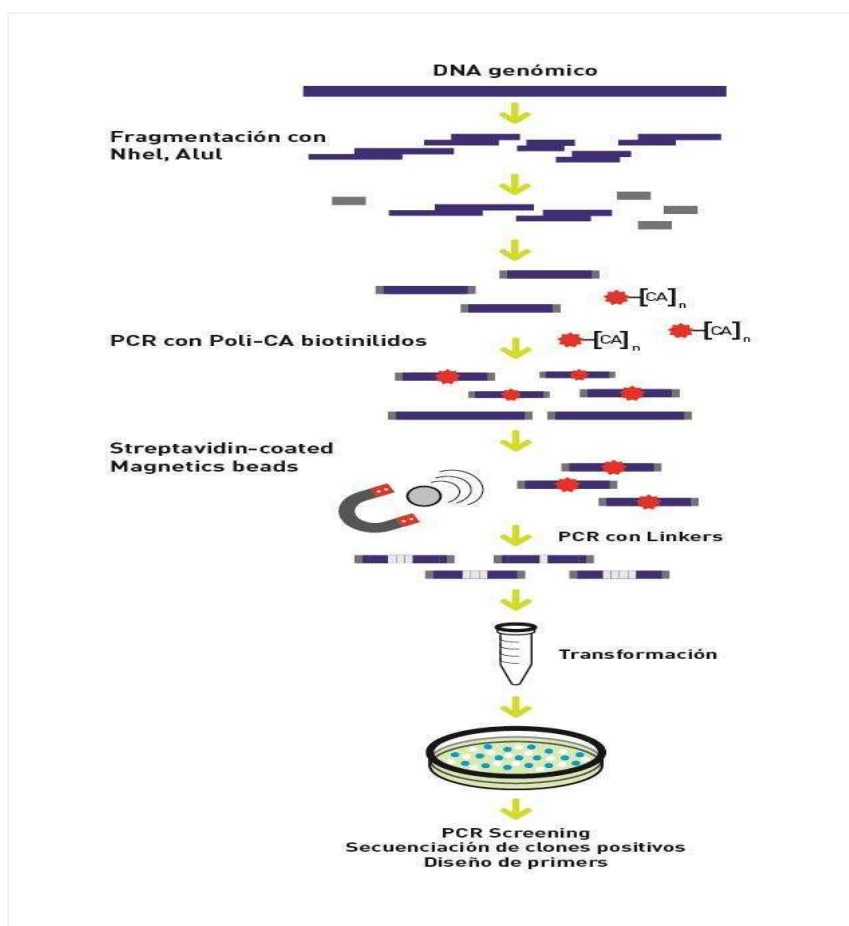 DNA genómico
Fragmentación con
NheI, AluI
[CA]n
PCR con Poli-CA biotinilidos
[CA]n
[CA]n
Streptavidin-coated
Magnetics beads
PCR con Linkers
Transformación
PCR Screening
Secuenciación de clones positivos
Diseño de primers